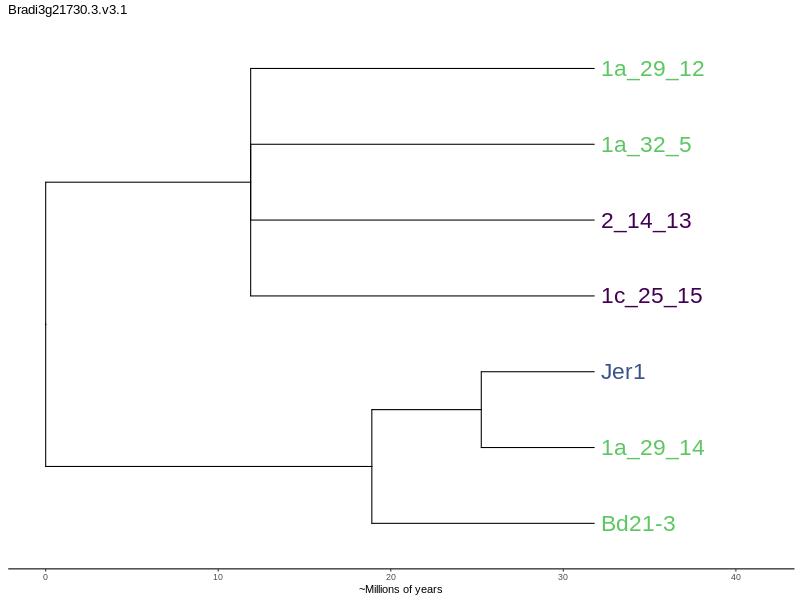 Bradi3g21730.3.v3.1
1a_29_12
1a_32_5
2_14_13
1c_25_15
Jer1
1a_29_14
Bd21-3
0 10 20 30 40
~Millions of years